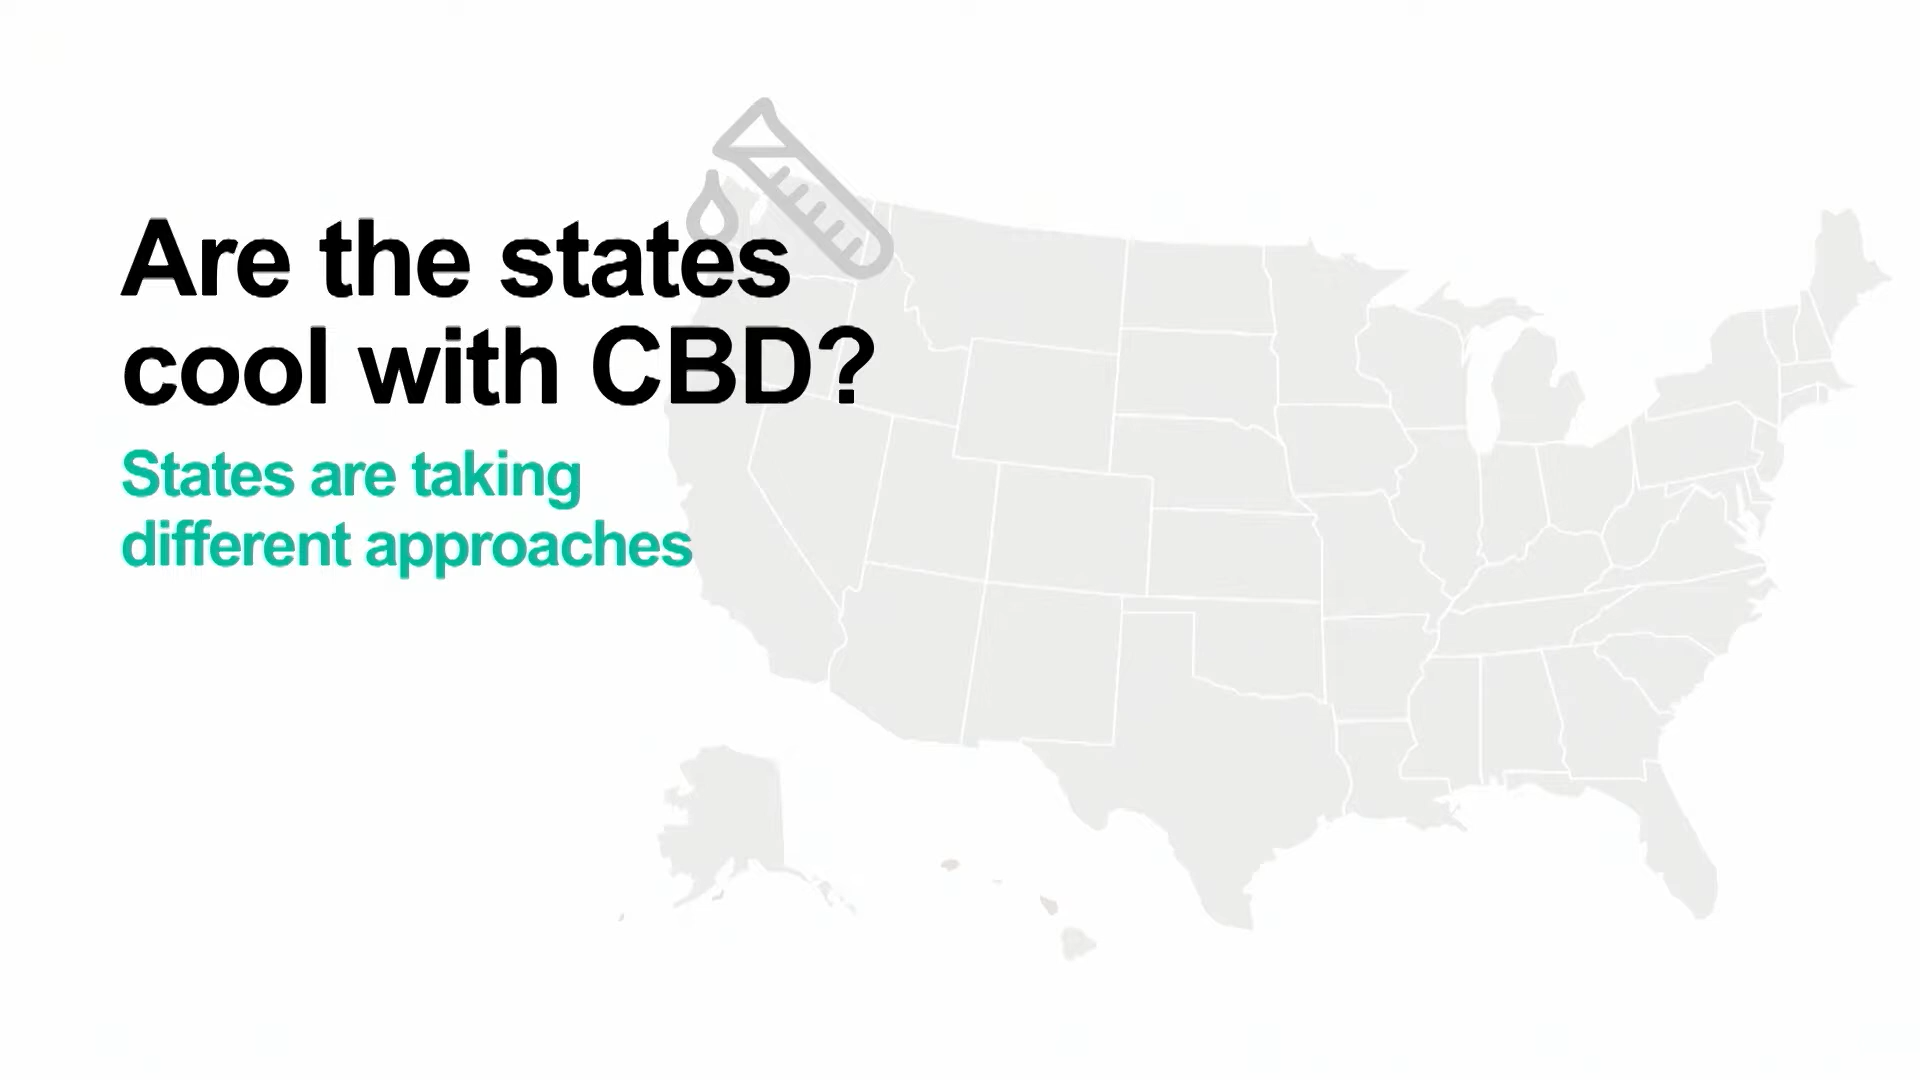 Are the states
cool with CBD?
States are taking
different approaches